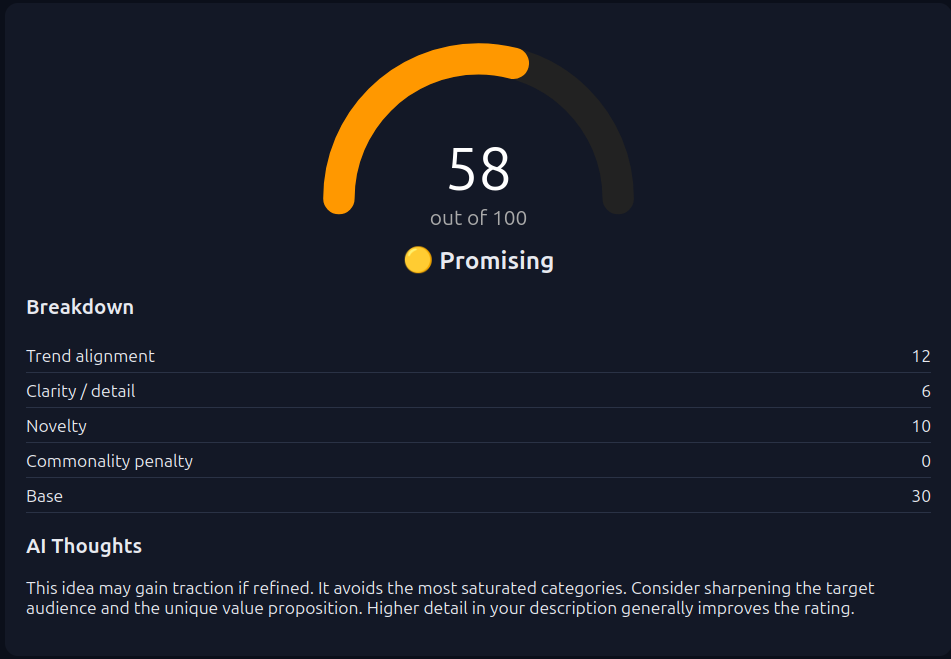 58
out of 100
🟡 Promising
Breakdown
Trend alignment 12
Clarity / detail 6
Novelty 10
Commonality penalty 0
Base 30
AI Thoughts
This idea may gain traction if refined. It avoids the most saturated categories. Consider sharpening the target
audience and the unique value proposition. Higher detail in your description generally improves the rating.